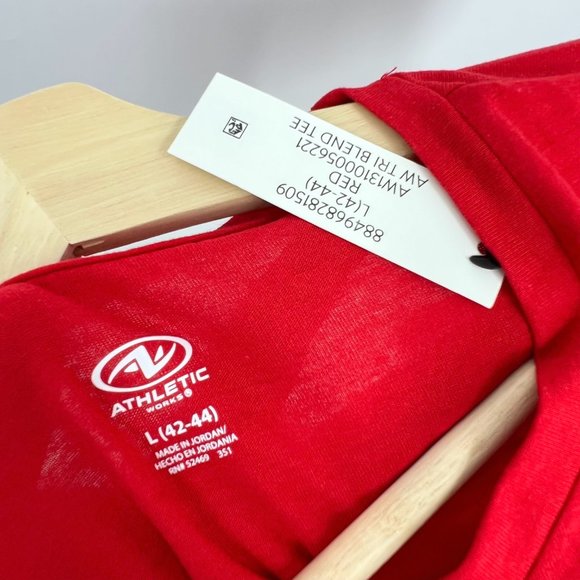 884968281509
L(42-44)
RED
AW13100056221
AW TRI BLEND TEE
ATHLETIC
WORKS®
L (42-44)
MADE IN JORDAN/
HECHO EN JORDANIA
RN# 52469 351